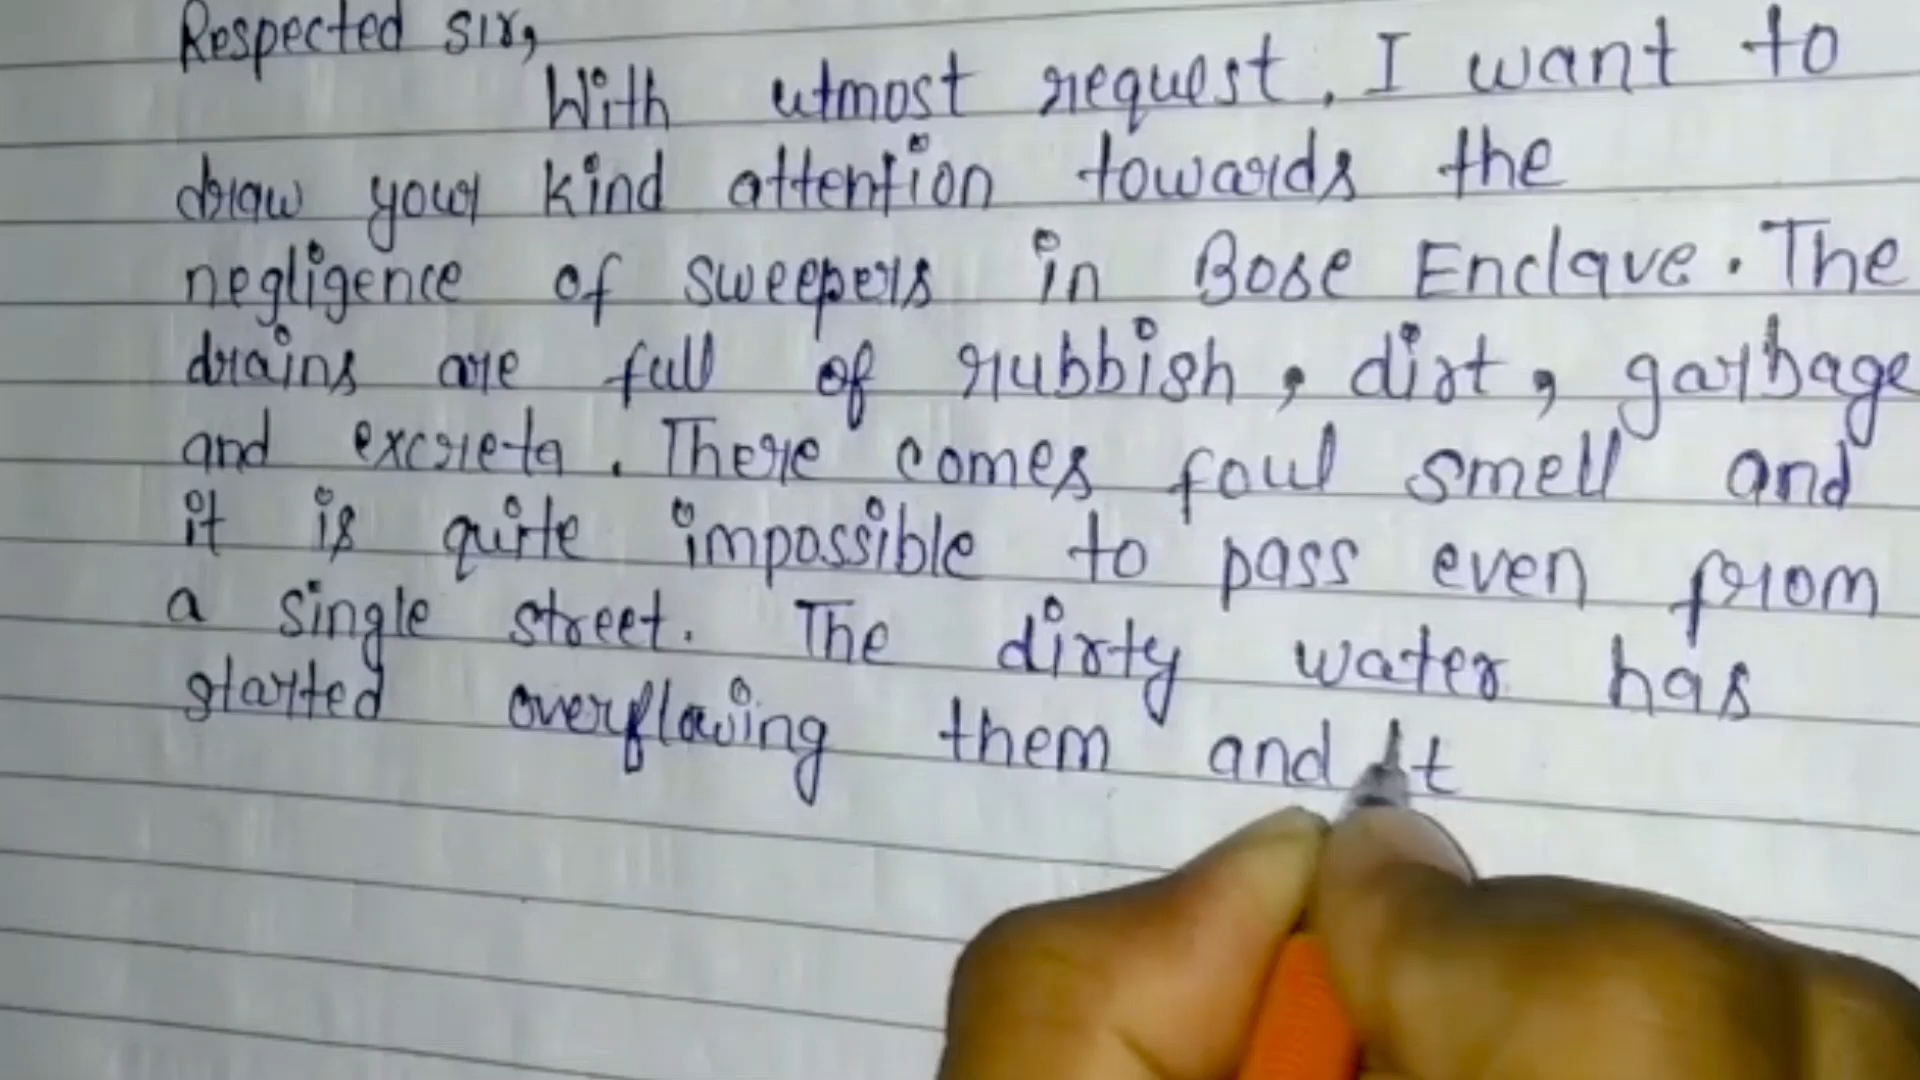 Respected sir,
With utmost request, I want to
draw your kind attention towards the
negligence of sweepers in Bose Enclave. The
drains are full of rubbish, dirt, garbage
and excreta. There comes foul smell and
it is quite impossible to pass even from
a single street. The dirty water has
started overflowing them and it